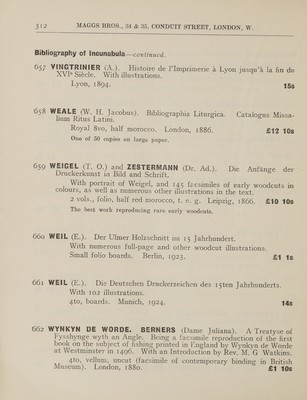 512 MAGGS BROS., 34 & 35, CONDUIT STREET, LONDON, W.
Bibliography of Incunabula—continued.
657 VINGTRINIER (A.). Histoire de l'Imprimerie à Lyon jusqu'à la fin du
XVIe Siècle. With illustrations.
Lyon, 1894. 15s
658 WEALE (W. H. Jacobus). Bibliographia Liturgica. Catalogus Missa-
lium Ritus Latini.
Royal 8vo, half morocco. London, 1886. £12 10s
One of 50 copies on large paper.
659 WEIGEL (T. O.) and ZESTERMANN (Dr. Ad.). Die Anfänge der
Druckerkunst in Bild and Schrift.
With portrait of Weigel, and 145 facsimiles of early woodcuts in
colours, as well as numerous other illustrations in the text.
2 vols., folio, half red morocco, t. e. g. Leipzig, 1866. £10 10s
The best work reproducing rare early woodcuts.
660 WEIL (E.). Der Ulmer Holzschnitt im 15 Jahrhundert.
With numerous full-page and other woodcut illustrations.
Small folio boards. Berlin, 1923. £1 1s
661 WEIL (E.). Die Deutschen Druckerzeichen des 15ten Jahrhunderts.
With 102 illustrations.
4to, boards. Munich, 1924. 14s
662 WYNKYN DE WORDE. BERNERS (Dame Juliana). A Treatyse of
Fysshynge wyth an Angle. Being a facsimile reproduction of the first
book on the subject of fishing printed in England by Wynkyn de Worde
at Westminster in 1496. With an Introduction by Rev. M. G. Watkins.
4to, vellum, uncut (facsimile of contemporary binding in British
Museum). London, 1880. £1 10s